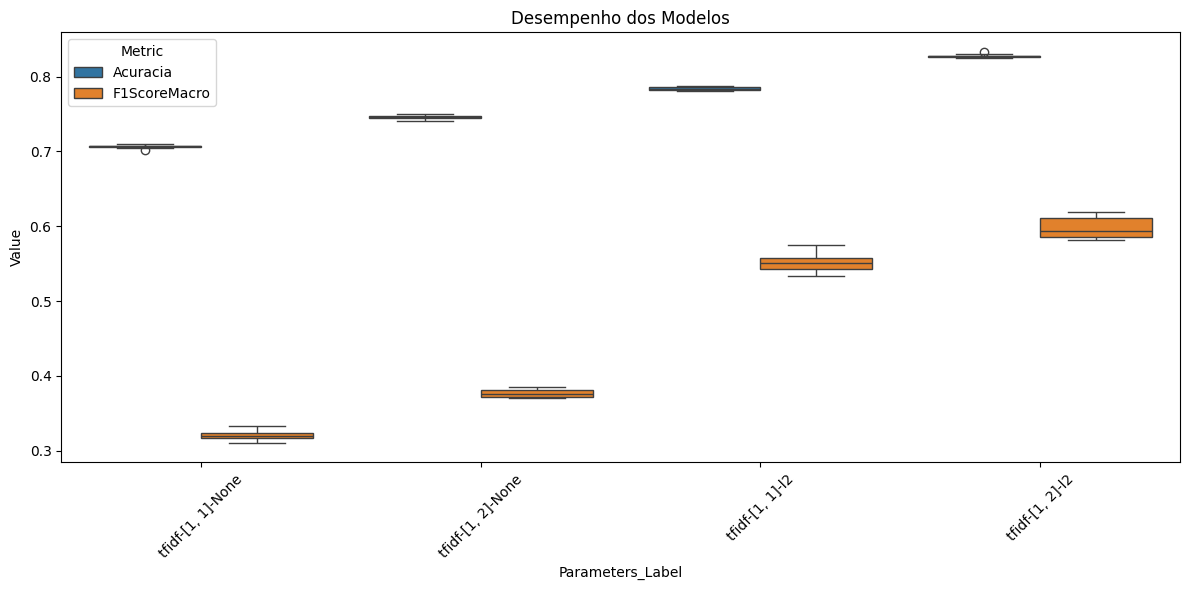 Desempenho dos Modelos
Metric
Acuracia
F1ScoreMacro
Value
0.8
0.7
0.6
0.5
0.4
0.3
tfidf-[1, 1]-None
tfidf-[1, 2]-None
tfidf-[1, 1]-l2
tfidf-[1, 2]-l2
Parameters_Label